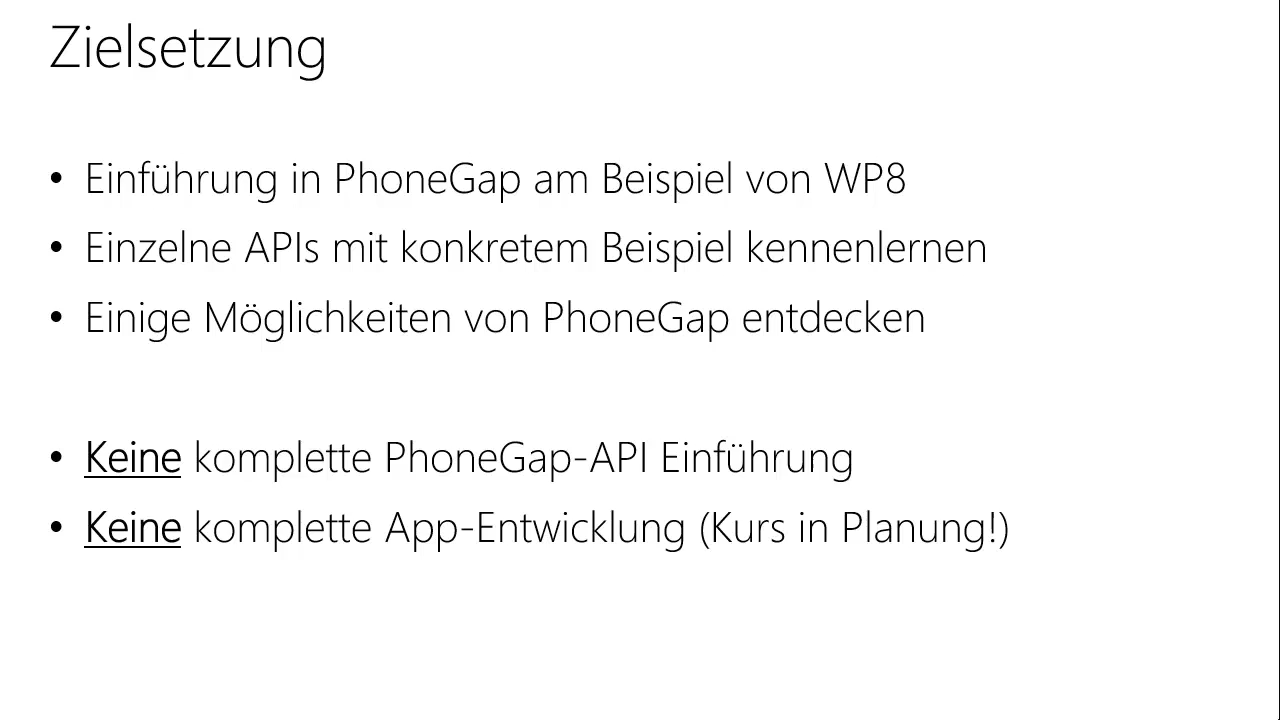 Zielsetzung
• Einführung in PhoneGap am Beispiel von WP8
• Einzelne APIs mit konkretem Beispiel kennenlernen
• Einige Möglichkeiten von PhoneGap entdecken
• Keine komplette PhoneGap-API Einführung
• Keine komplette App-Entwicklung (Kurs in Planung!)